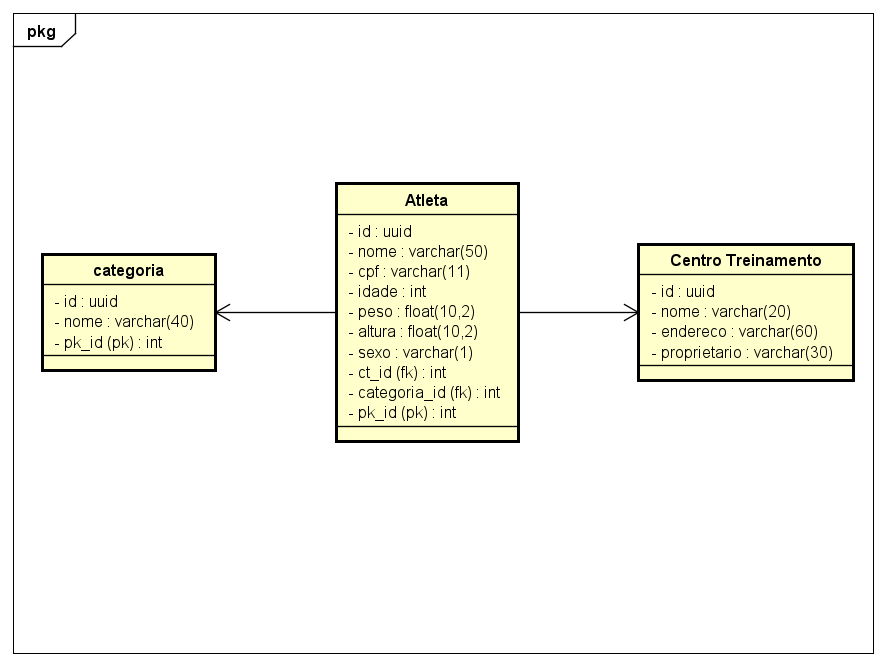 pkg
categoria
- id : uuid
- nome : varchar(40)
- pk_id (pk) : int
Atleta
- id : uuid
- nome : varchar(50)
- cpf : varchar(11)
- idade : int
- peso : float(10,2)
- altura : float(10,2)
- sexo : varchar(1)
- ct_id (fk) : int
- categoria_id (fk) : int
- pk_id (pk) : int
Centro Treinamento
- id : uuid
- nome : varchar(20)
- endereco : varchar(60)
- proprietario : varchar(30)